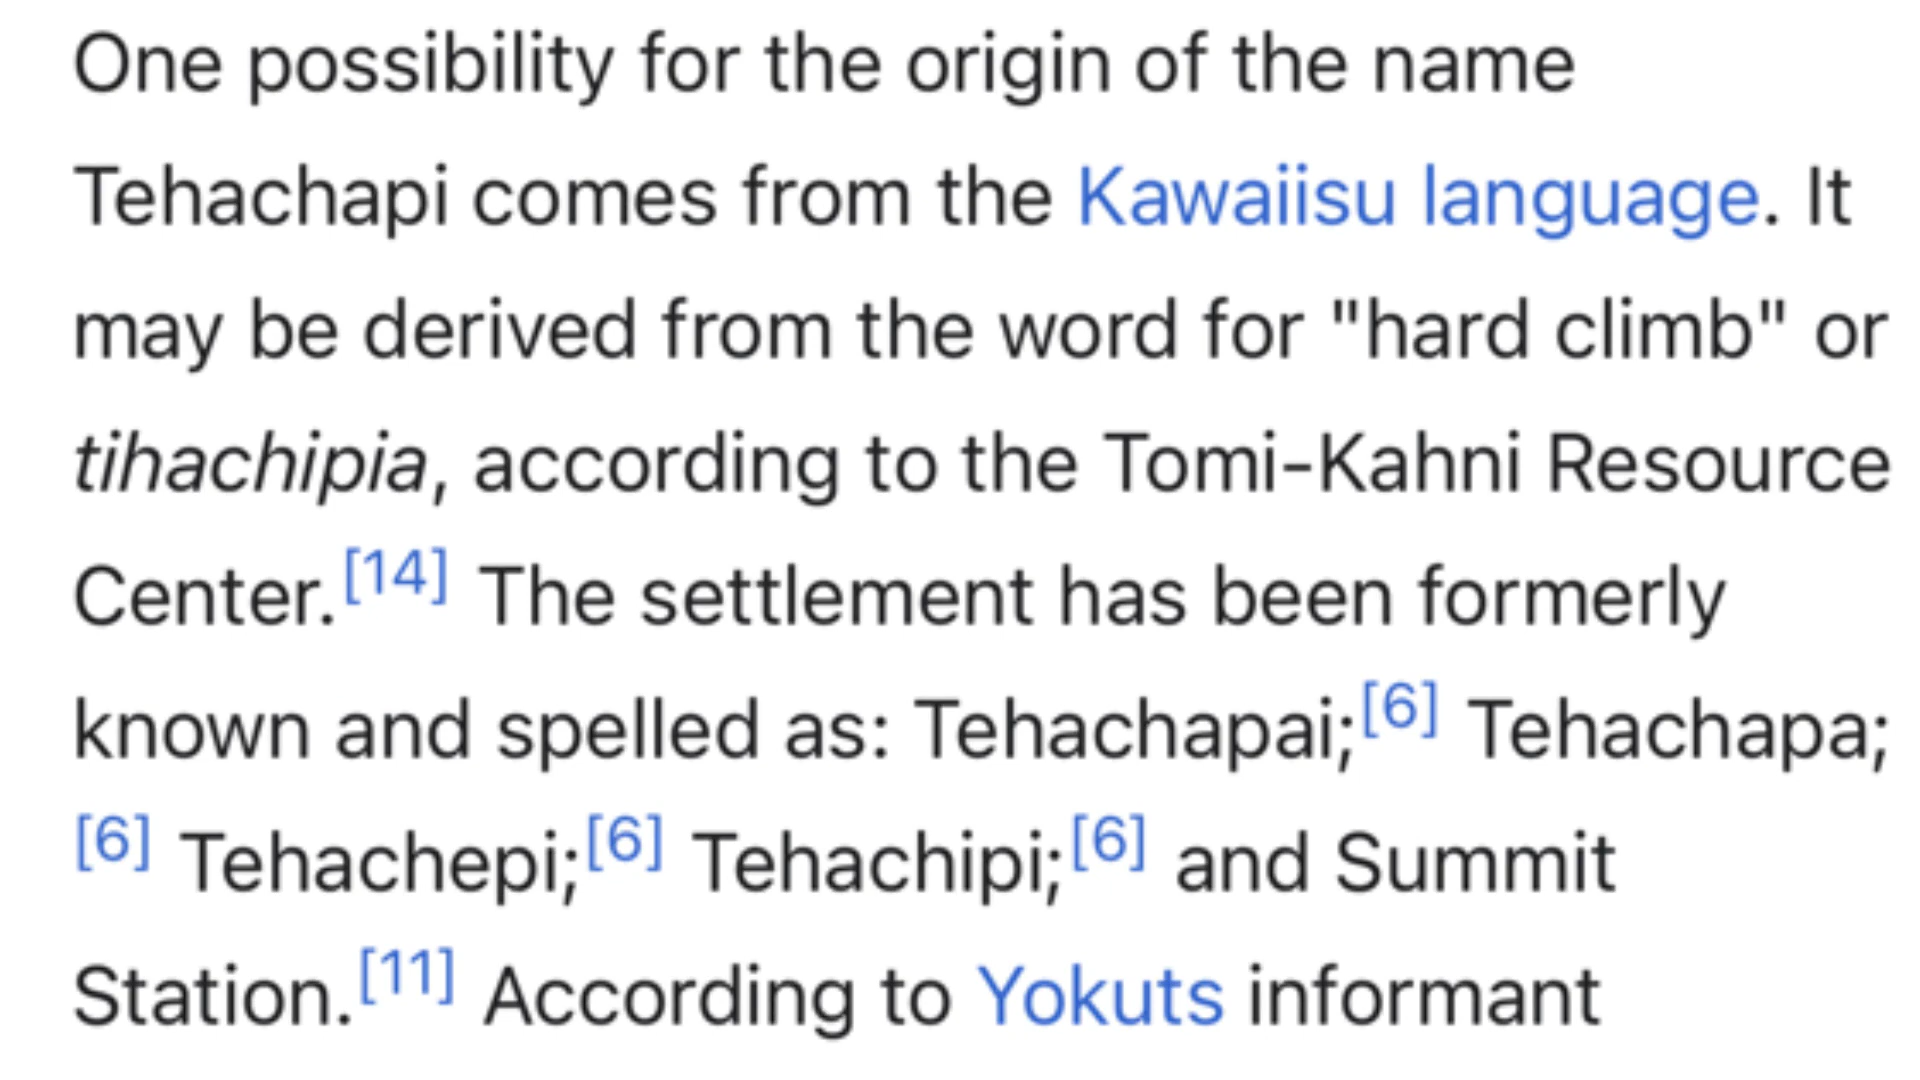 One possibility for the origin of the name
Tehachapi comes from the Kawaiisu language. It
may be derived from the word for "hard climb" or
tihachipia, according to the Tomi-Kahni Resource
Center.[14] The settlement has been formerly
known and spelled as: Tehachapai;[6] Tehachapa;
[6] Tehachepi;[6] Tehachipi;[6] and Summit
Station.[11] According to Yokuts informant